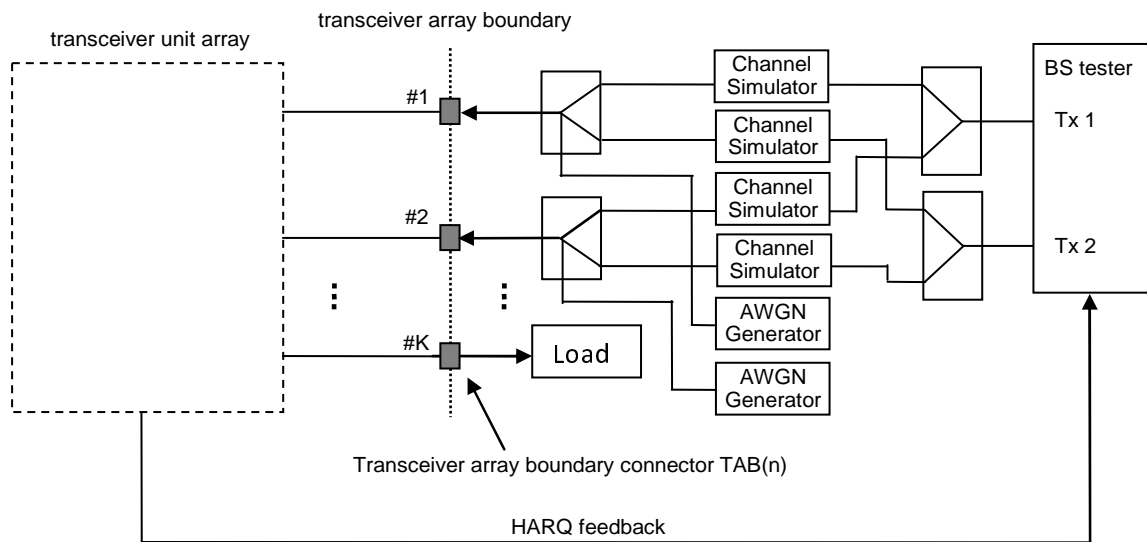 transceiver array boundary
transceiver unit array
Channel
Simulator
BS tester
#1
Tx 1
Channel
Simulator
Channel
Simulator
#2
Channel
Simulator
Tx 2
AWGN
Generator
#K
Load
AWGN
Generator
Transceiver array boundary connector TAB(n)
HARQ feedback